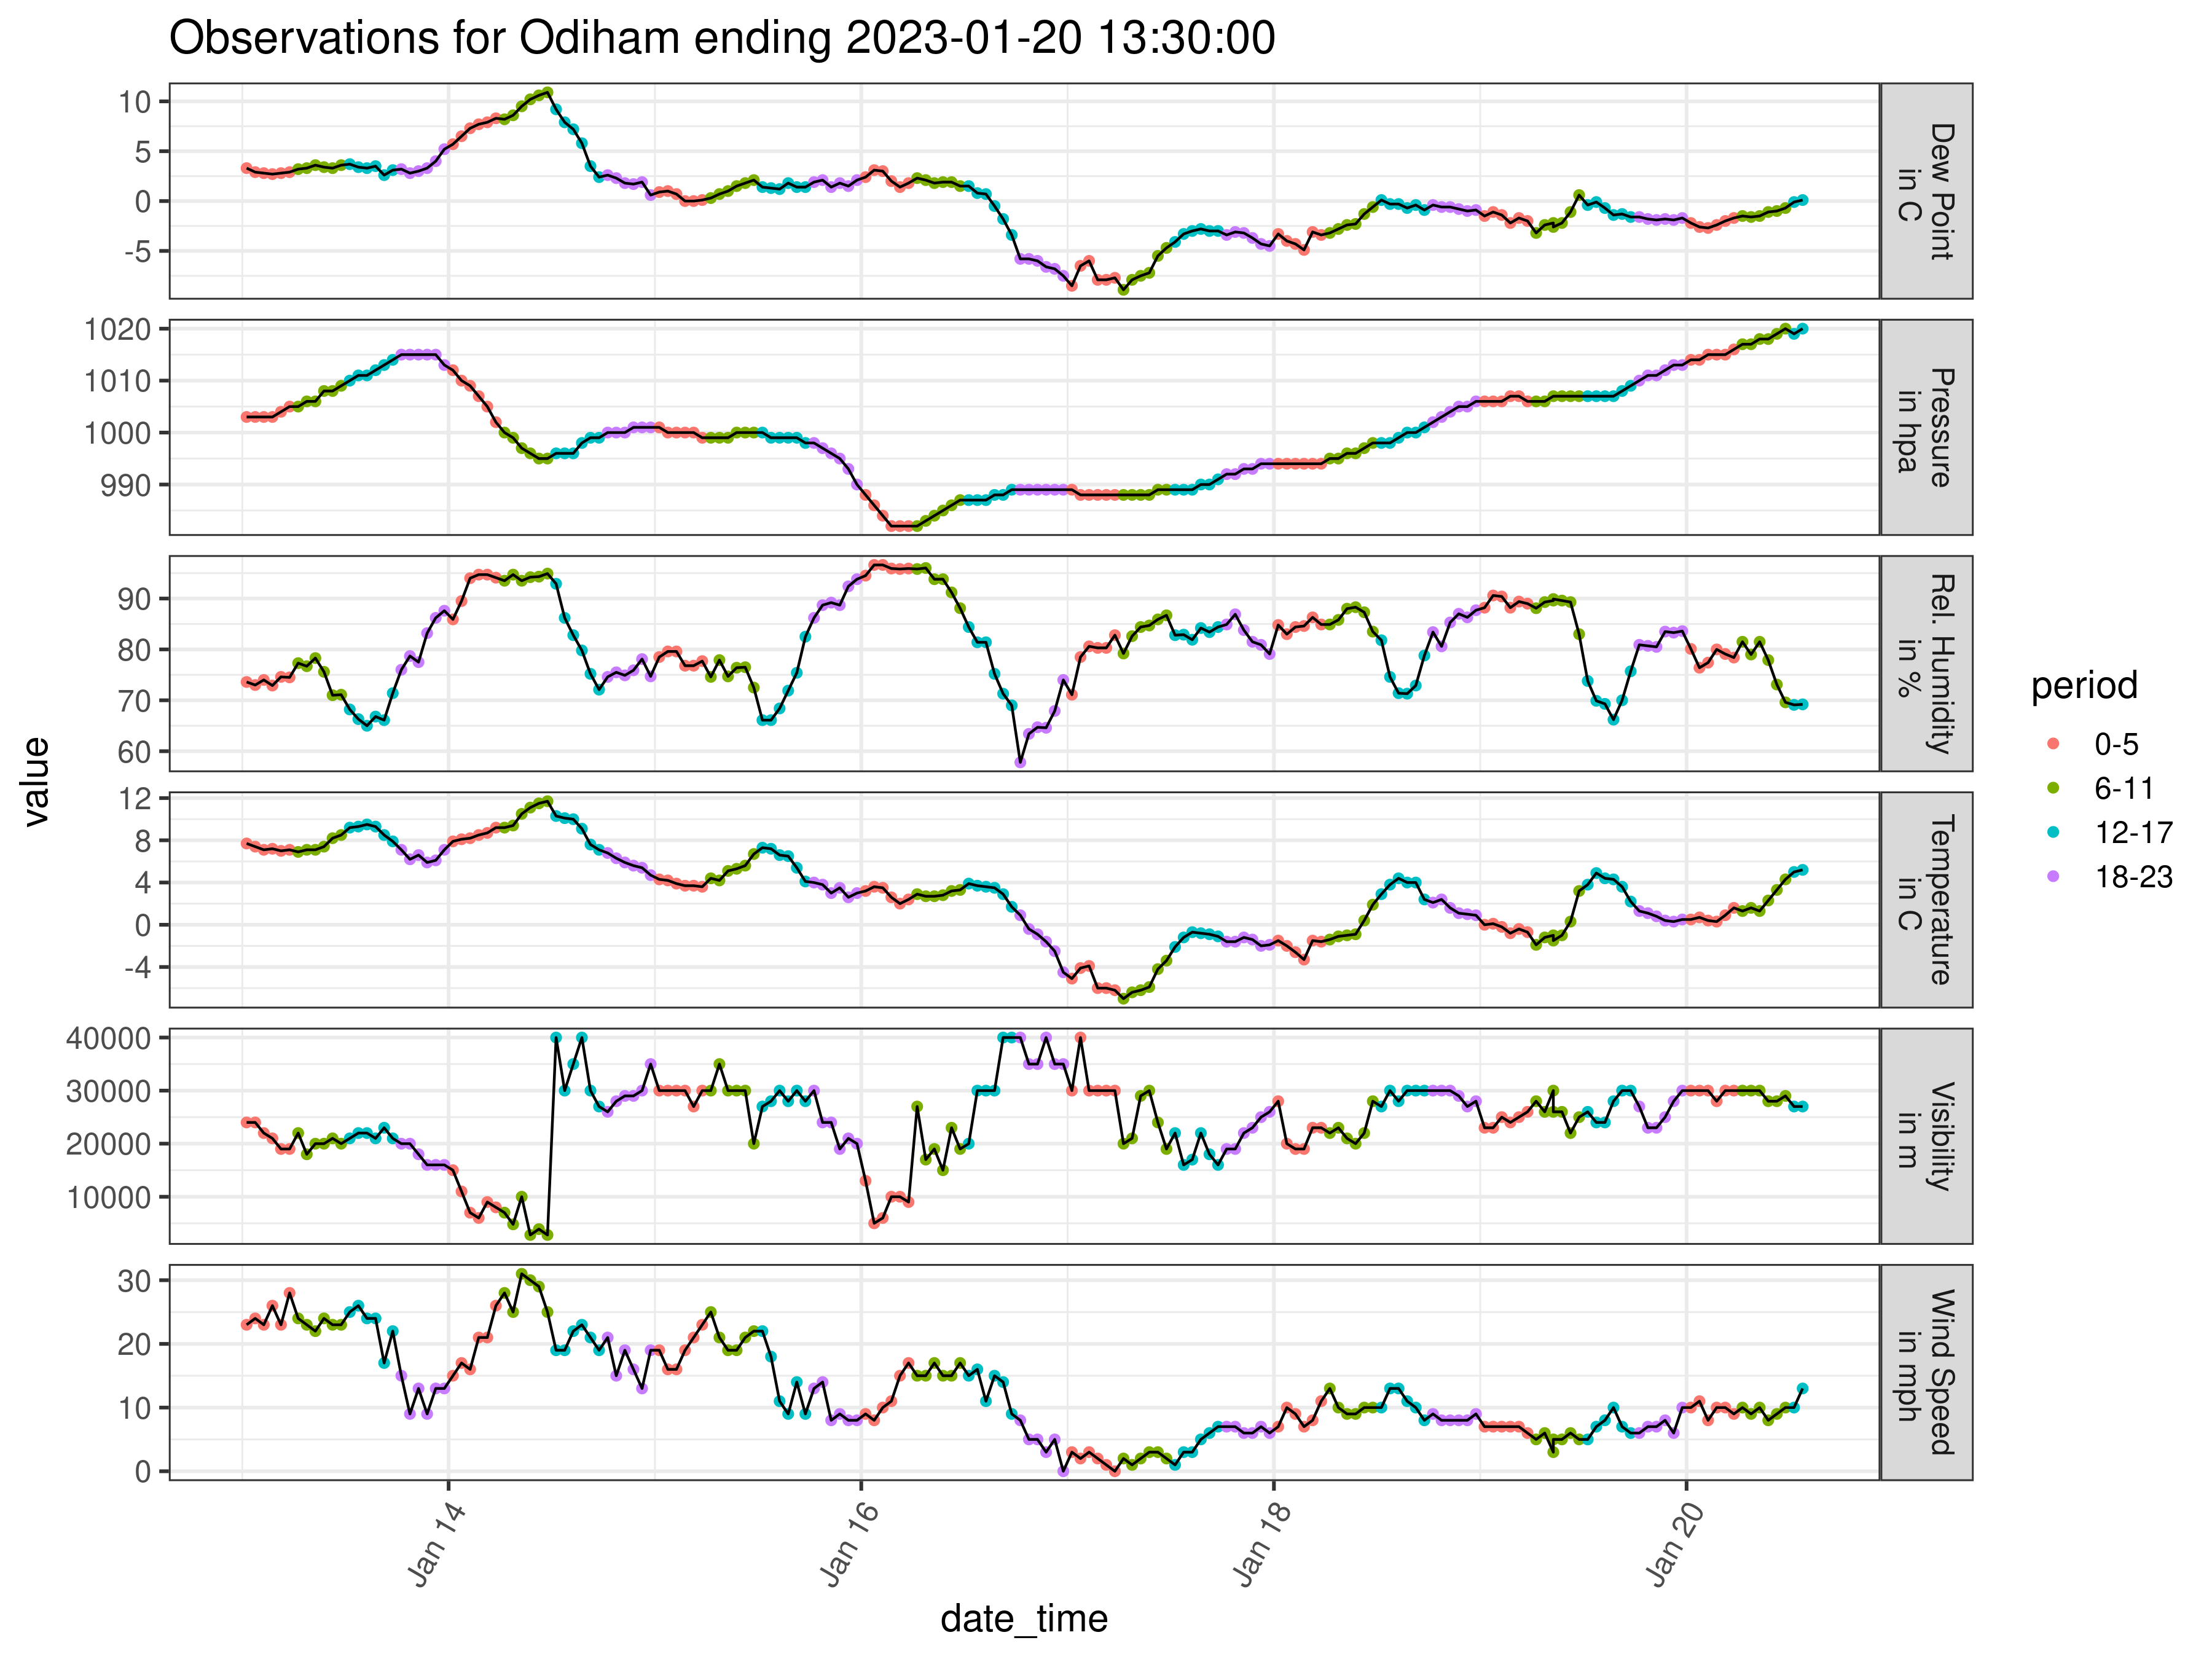 Observations for Odiham ending 2023-01-20 13:30:00
value
10
5
0
-5
Dew Point
in C
1020
1010
1000
990
Pressure
in hpa
90
80
70
60
Rel. Humidity
in %
12
8
4
0
-4
Temperature
in C
40000
30000
20000
10000
Visibility
in m
30
20
10
0
Wind Speed
in mph
Jan 14
Jan 16
Jan 18
Jan 20
date_time
period
0-5
6-11
12-17
18-23